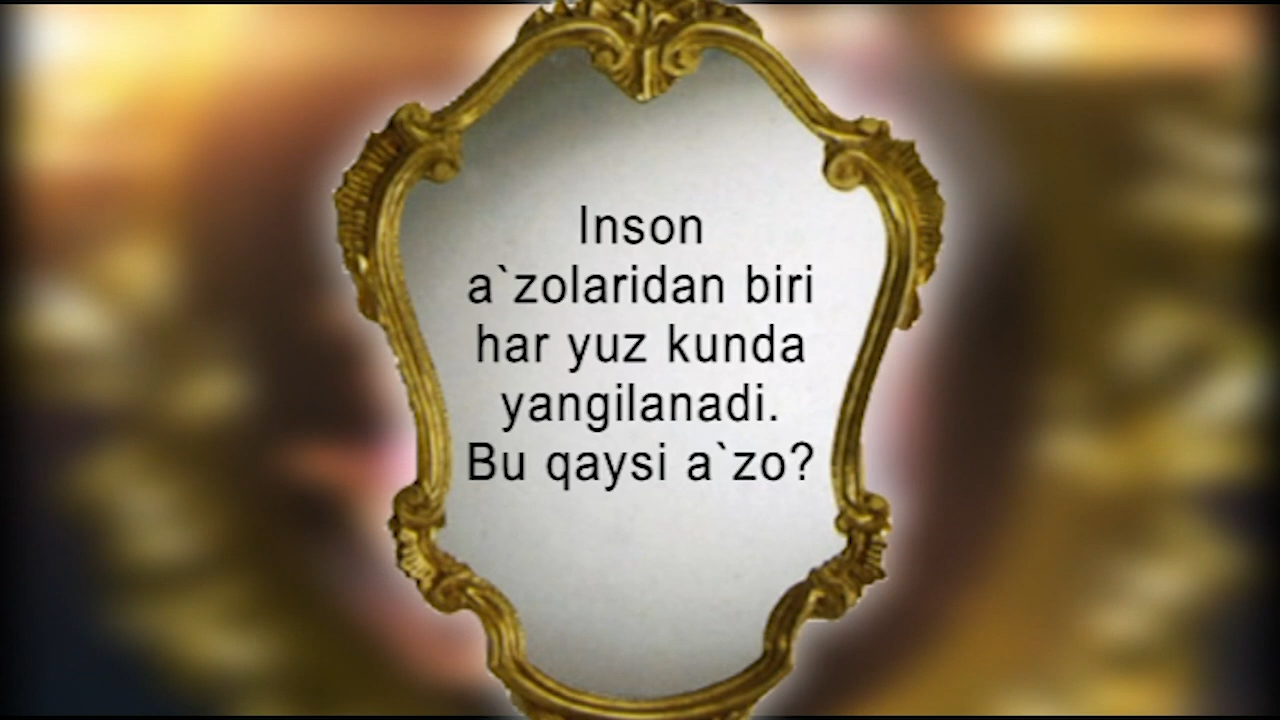 Inson
a`zolaridan biri
har yuz kunda
yangilanadi.
Bu qaysi a`zo?